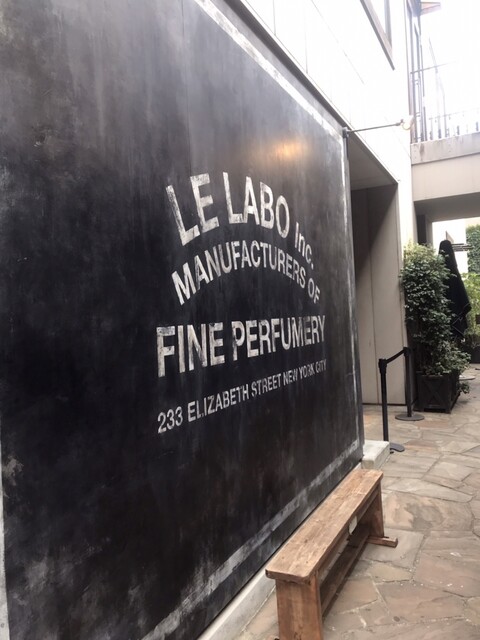 LE LABO Inc.
MANUFACTURERS OF
FINE PERFUMERY
233 ELIZABETH STREET NEW YORK CITY